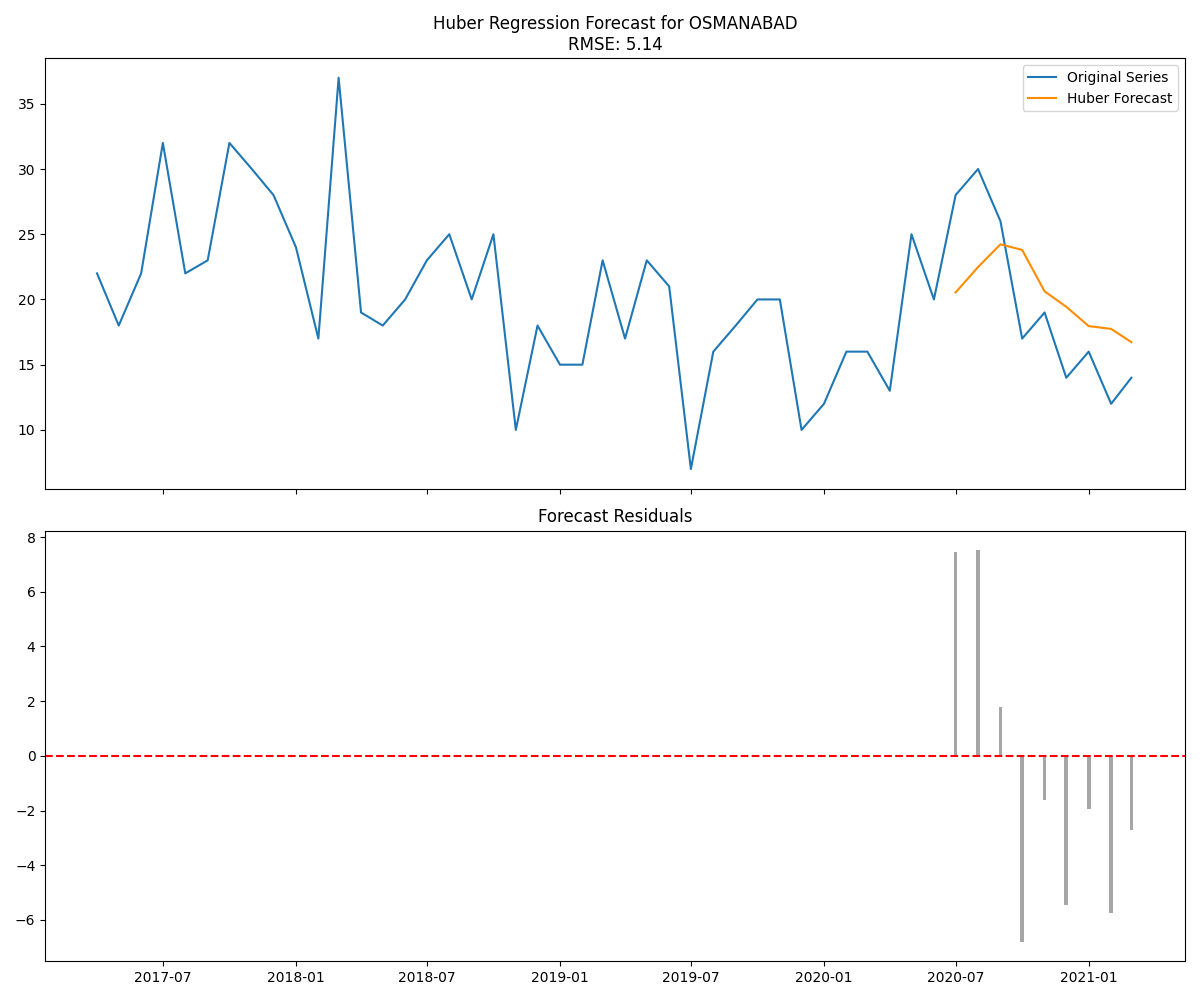 Huber Regression Forecast for OSMANABAD
RMSE: 5.14
Original Series
Huber Forecast
35
30
25
20
15
10
Forecast Residuals
8
6
4
2
0
−2
−4
−6
2017-07 2018-01 2018-07 2019-01 2019-07 2020-01 2020-07 2021-01